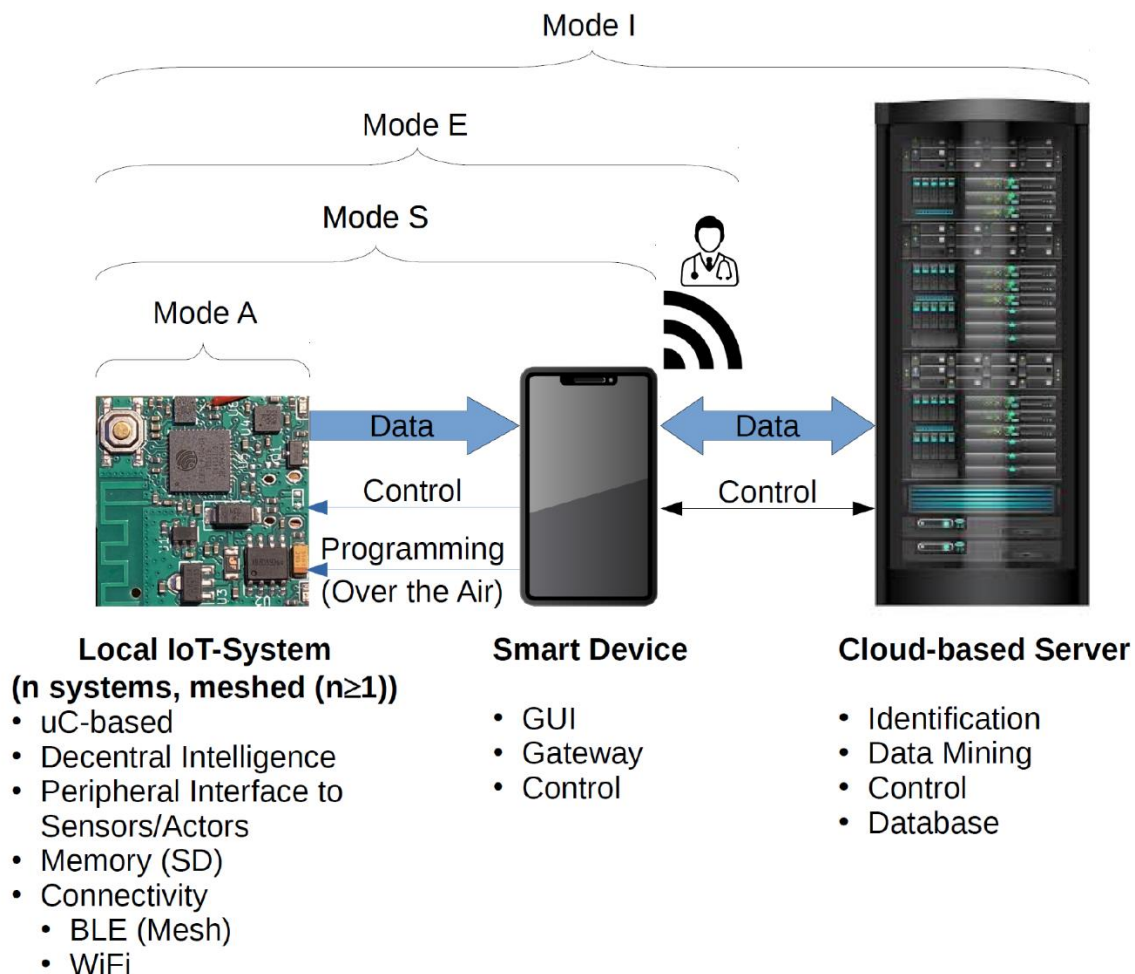 Mode I
Mode E
Mode S
Mode A
Data
Data
Control
Control
Programming
(Over the Air)
Local IoT-System
(n systems, meshed (n≥1))
• uC-based
• Decentral Intelligence
• Peripheral Interface to
Sensors/Actors
• Memory (SD)
• Connectivity
• BLE (Mesh)
• WiFi
Smart Device
• GUI
• Gateway
• Control
Cloud-based Server
• Identification
• Data Mining
• Control
• Database